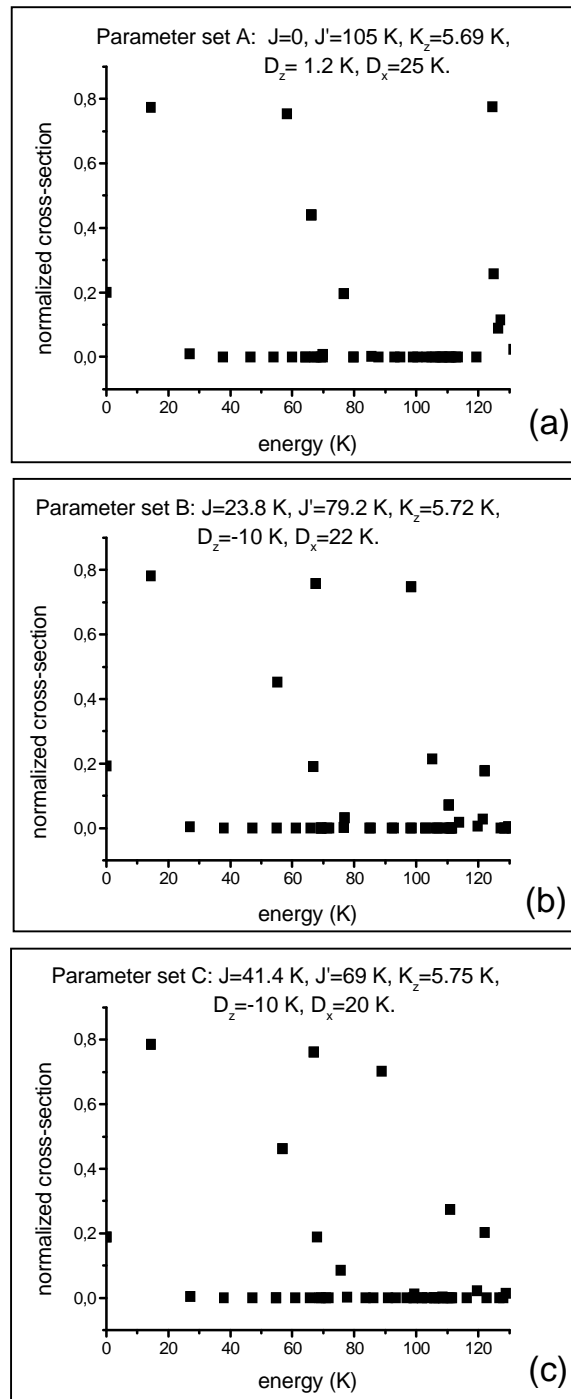 Parameter set A: J=0, J'=105 K, K_z=5.69 K,
D_z= 1.2 K, D_x=25 K.
0,8
0,6
0,4
0,2
0,0
normalized cross-section
0 20 40 60 80 100 120
energy (K)
(a)
Parameter set B: J=23.8 K, J'=79.2 K, K_z=5.72 K,
D_z=-10 K, D_x=22 K.
0,8
0,6
0,4
0,2
0,0
normalized cross-section
0 20 40 60 80 100 120
energy (K)
(b)
Parameter set C: J=41.4 K, J'=69 K, K_z=5.75 K,
D_z=-10 K, D_x=20 K.
0,8
0,6
0,4
0,2
0,0
normalized cross-section
0 20 40 60 80 100 120
energy (K)
(c)